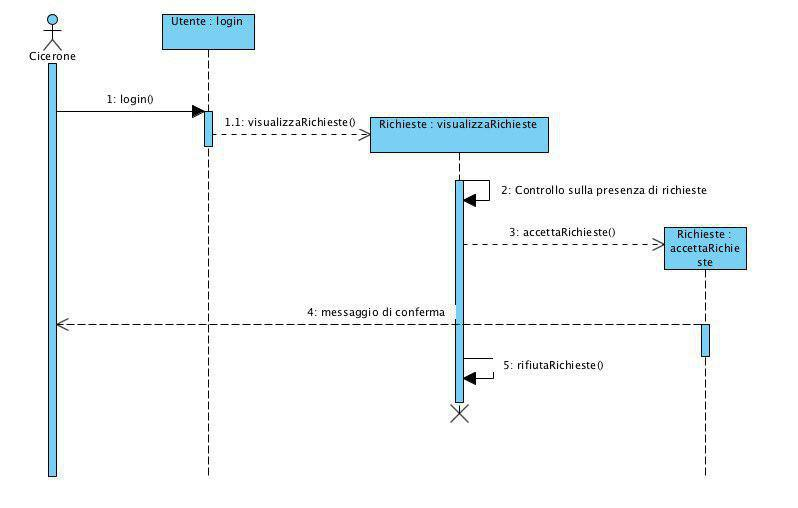 Utente : login
Cicerone
1: login()
1.1: visualizzaRichieste()
Richieste : visualizzaRichieste
2: Controllo sulla presenza di richieste
3: accettaRichieste()
Richieste :
accettaRichie
ste
4: messaggio di conferma
5: rifiutaRichieste()